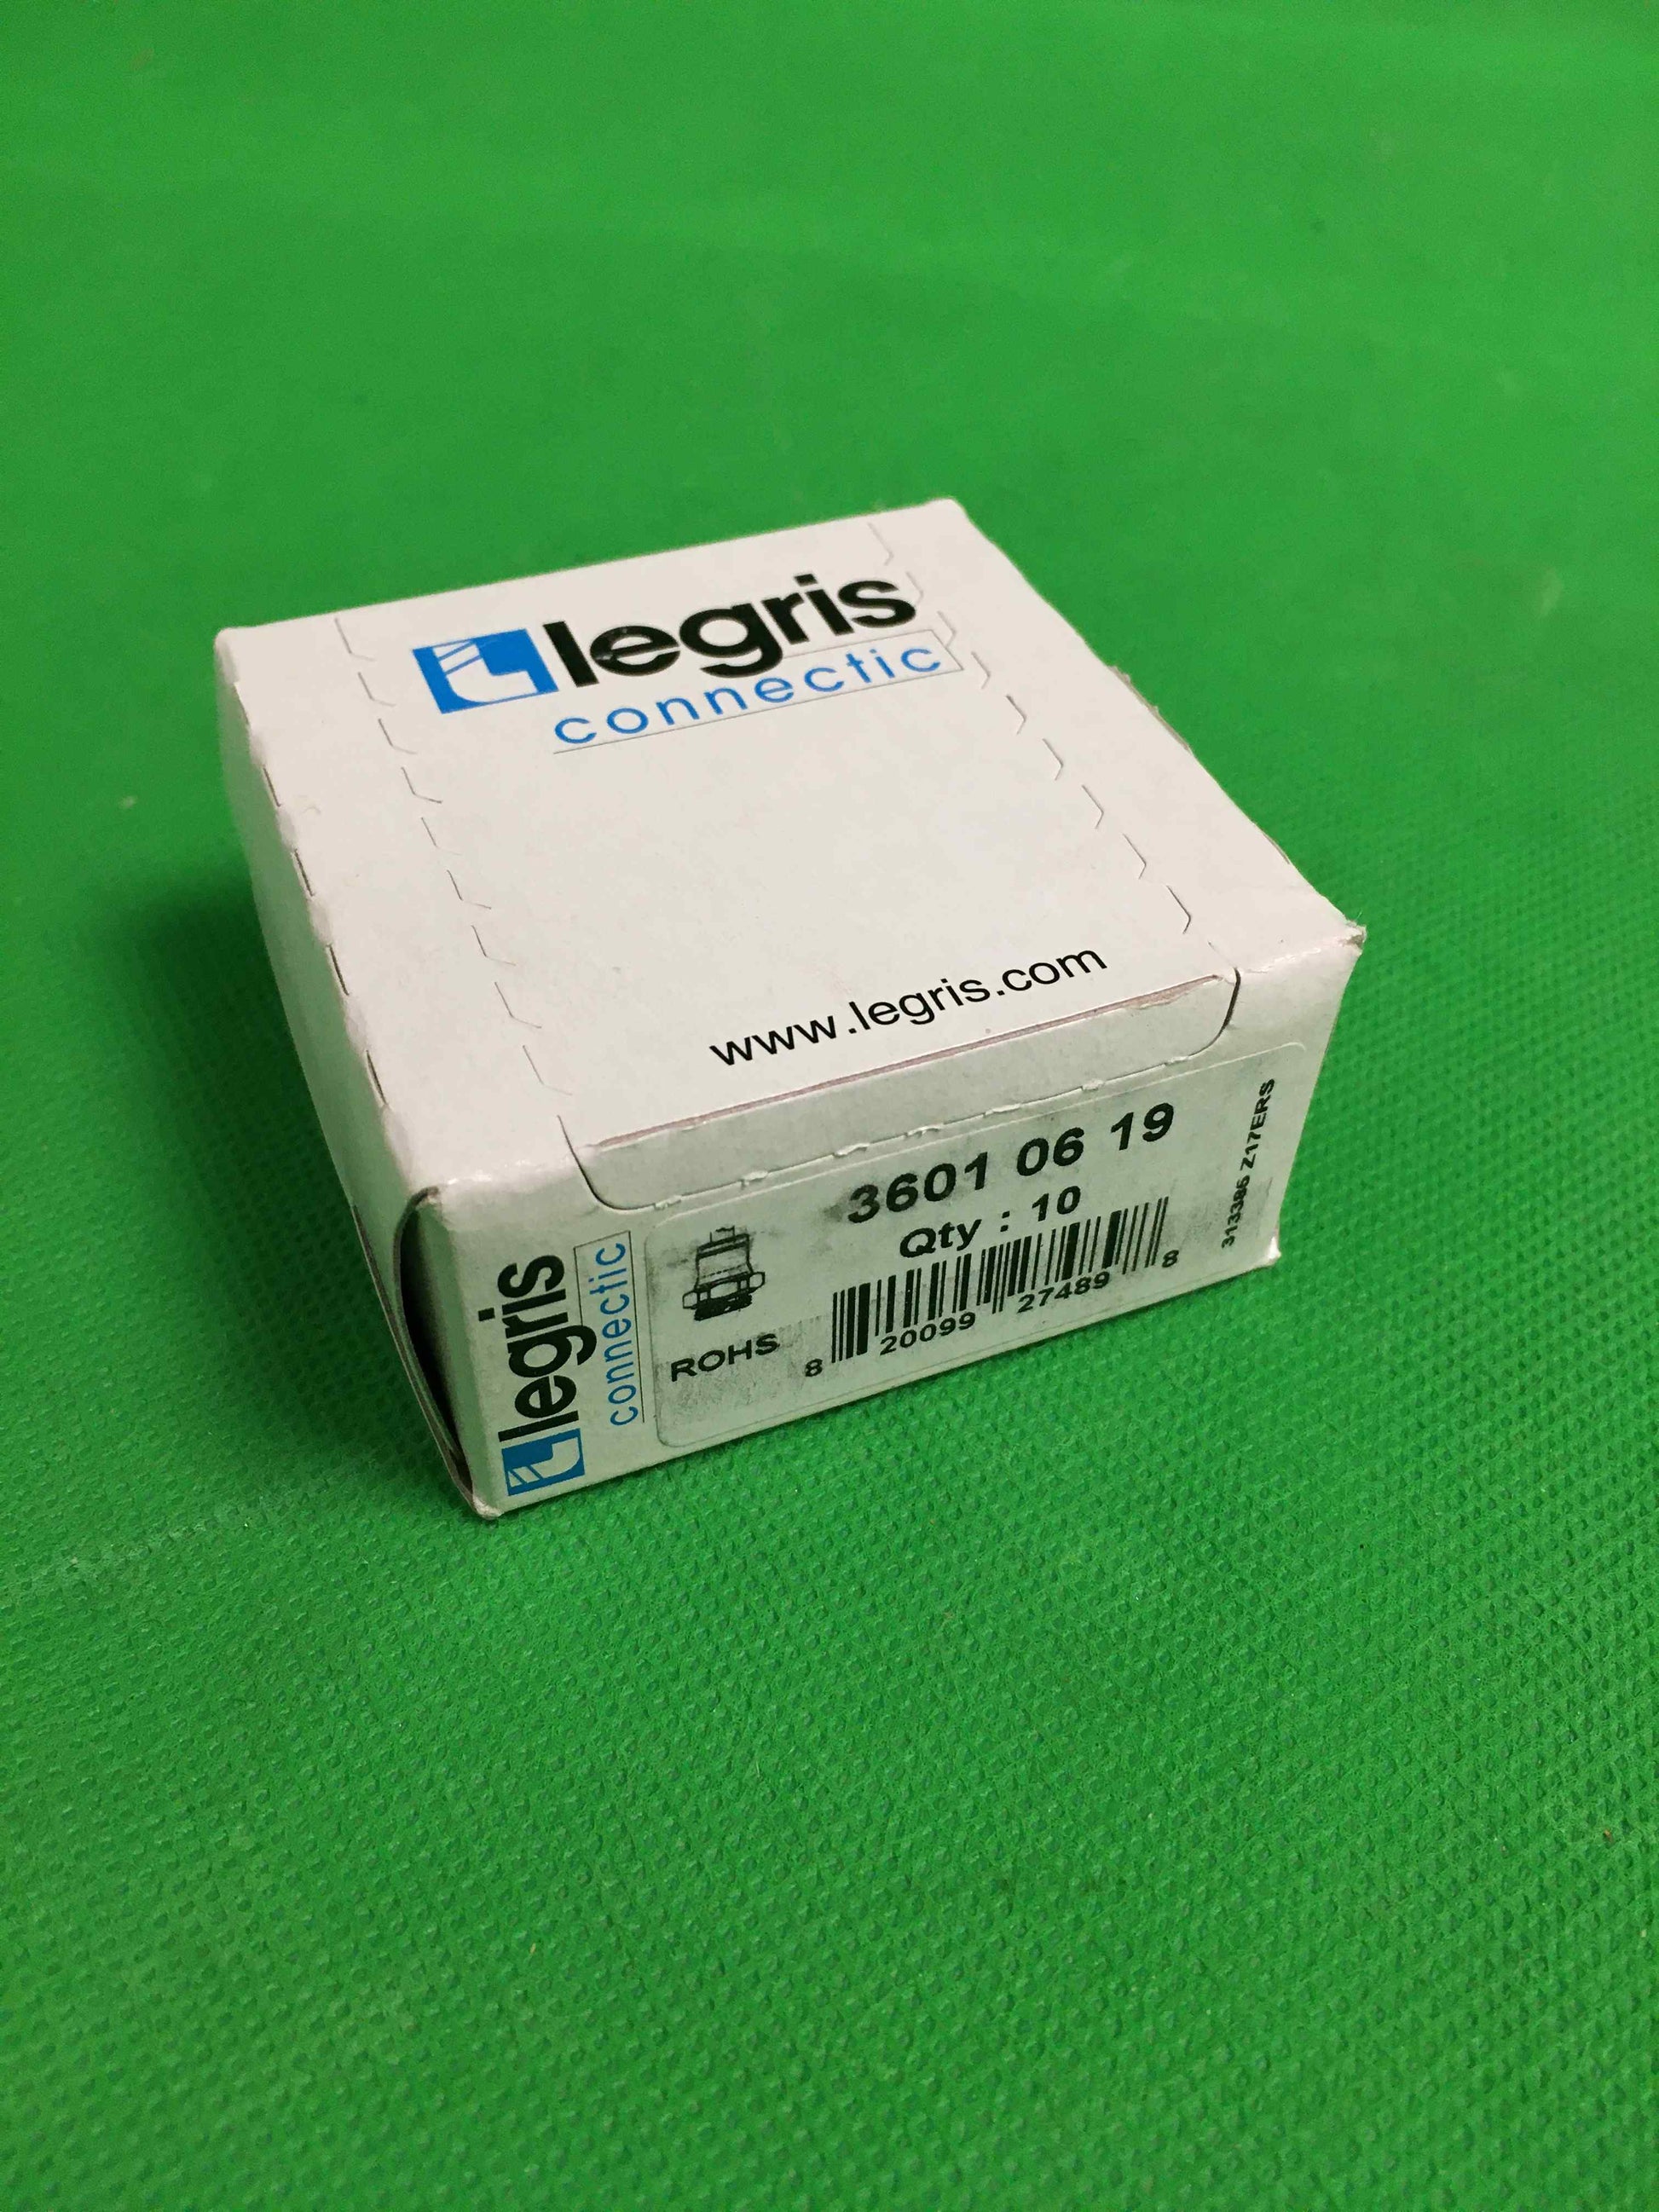 legris
connectic
www.legris.com
legris
connectic
3601 06 19
Qty : 10
8 20099 27489 8
ROHS
313386 Z17ERS